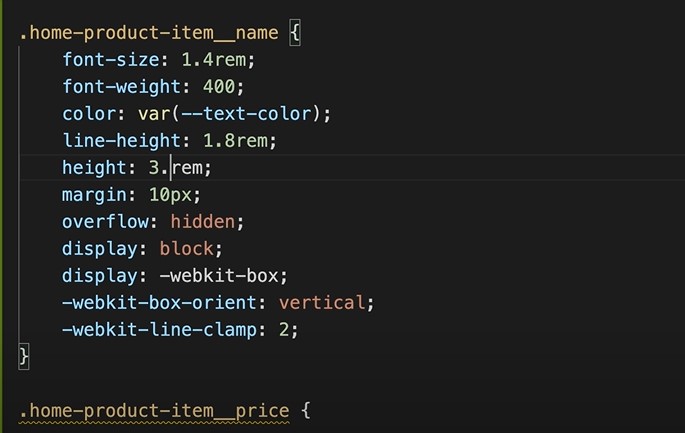 .home-product-item__name {
    font-size: 1.4rem;
    font-weight: 400;
    color: var(--text-color);
    line-height: 1.8rem;
    height: 3.rem;
    margin: 10px;
    overflow: hidden;
    display: block;
    display: -webkit-box;
    -webkit-box-orient: vertical;
    -webkit-line-clamp: 2;
}
.home-product-item__price {